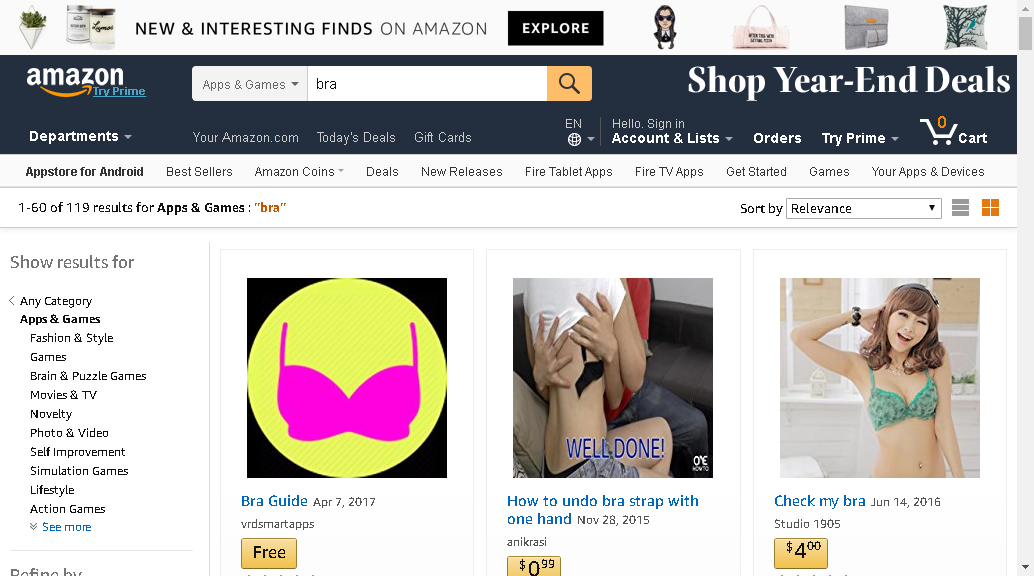 NEW & INTERESTING FINDS ON AMAZON
EXPLORE
amazon
Try Prime
Apps & Games
bra
Shop Year-End Deals
Departments
Your Amazon.com
Today's Deals
Gift Cards
EN
Hello. Sign in
Account & Lists
Orders
Try Prime
0
Cart
Appstore for Android
Best Sellers
Amazon Coins
Deals
New Releases
Fire Tablet Apps
Fire TV Apps
Get Started
Games
Your Apps & Devices
1-60 of 119 results for Apps & Games : "bra"
Sort by Relevance
Show results for
Any Category
Apps & Games
Fashion & Style
Games
Brain & Puzzle Games
Movies & TV
Novelty
Photo & Video
Self Improvement
Simulation Games
Lifestyle
Action Games
See more
Refine by
Bra Guide Apr 7, 2017
vrdsmartapps
Free
WELL DONE!
HOWTO
How to undo bra strap with
one hand Nov 28, 2015
anikrasi
$0.99
Check my bra Jun 14, 2016
Studio 1905
$4.00